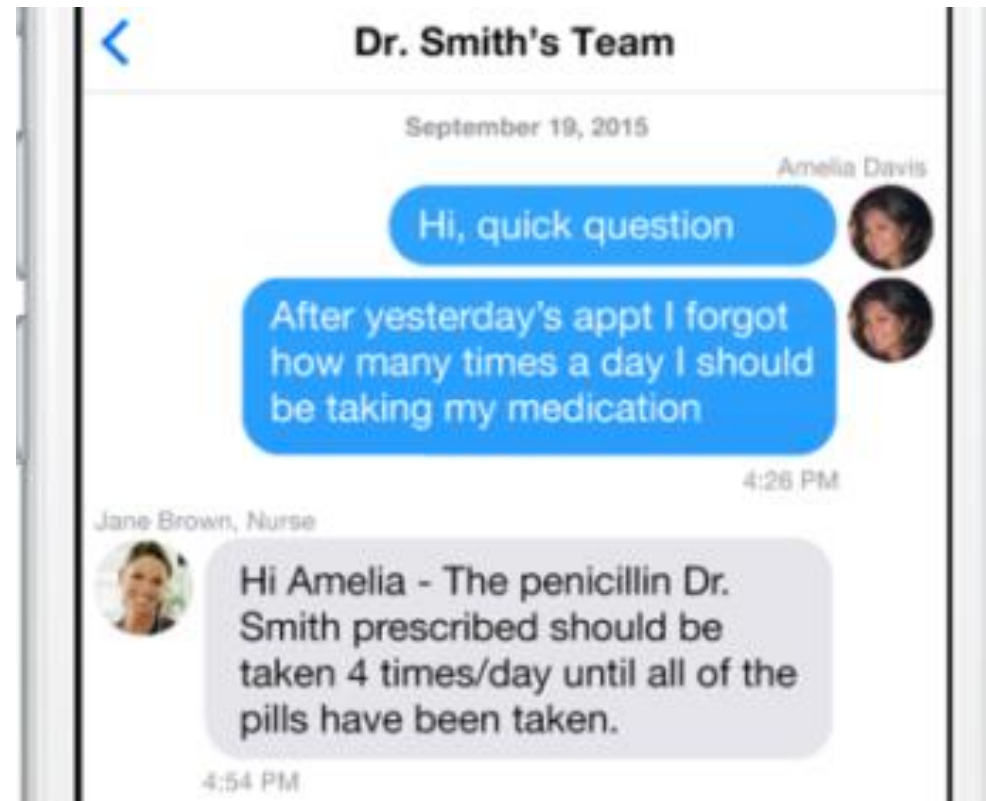 Dr. Smith's Team
September 19, 2015
Amelia Davis
Hi, quick question
After yesterday's appt I forgot
how many times a day I should
be taking my medication
4:26 PM
Jane Brown, Nurse
Hi Amelia - The penicillin Dr.
Smith prescribed should be
taken 4 times/day until all of the
pills have been taken.
4:54 PM